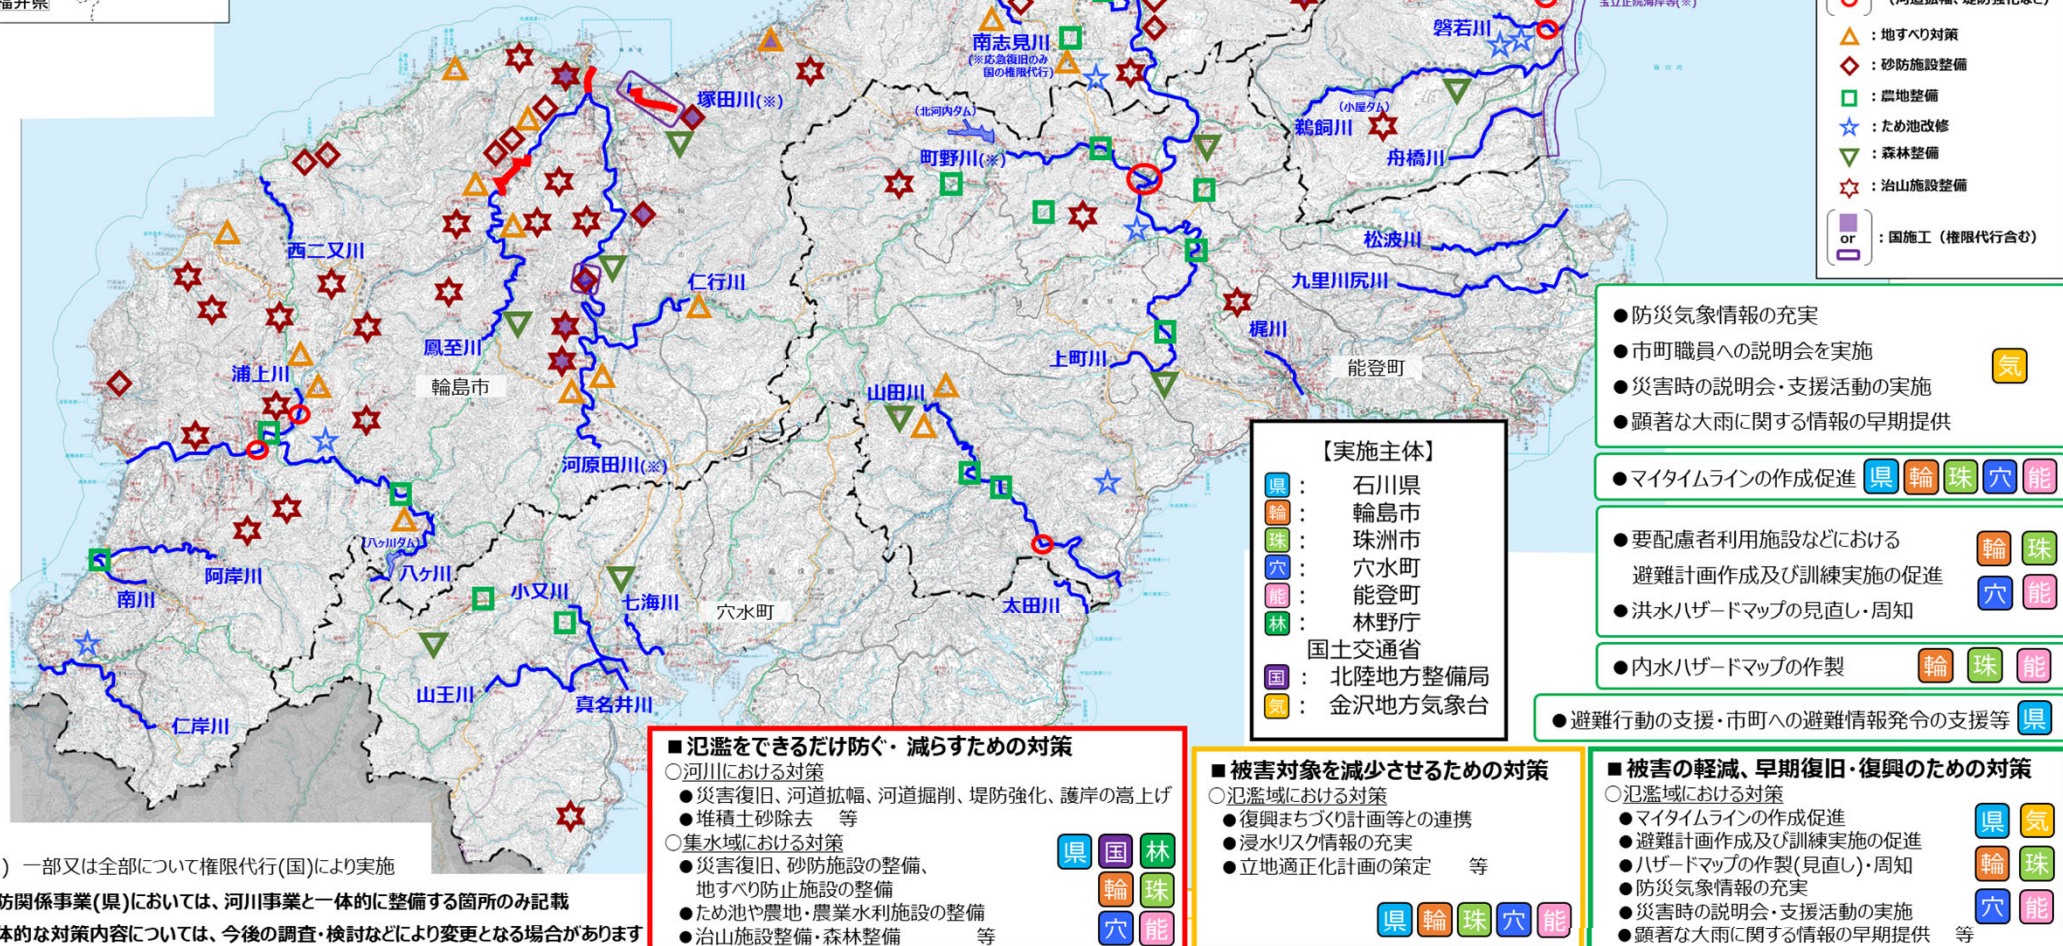 福井県
南志見川
(※応急復旧のみ
国の権限代行)
磐若川
塚田川(※)
(北河内ダム)
町野川(※)
(小屋ダム)
鵜飼川
舟橋川
松波川
九里川尻川
西二又川
仁行川
鳳至川
浦上川
輪島市
梶川
上町川
能登町
山田川
河原田川(※)
(八ヶ川ダム)
八ヶ川
阿岸川
南川
小又川
七海川
穴水町
太田川
山王川
真名井川
仁岸川
:地すべり対策
:砂防施設整備
:農地整備
:ため池改修
:森林整備
:治山施設整備
or
:国施工(権限代行含む)
●防災気象情報の充実
●市町職員への説明会を実施
●災害時の説明会・支援活動の実施
●顕著な大雨に関する情報の早期提供
気
●マイタイムラインの作成促進 県 輪 珠 穴 能
●要配慮者利用施設などにおける
避難計画作成及び訓練実施の促進
●洪水ハザードマップの見直し・周知
輪 珠
穴 能
●内水ハザードマップの作製 輪 珠 能
●避難行動の支援・市町への避難情報発令の支援等 県
【実施主体】
県 : 石川県
輪 : 輪島市
珠 : 珠洲市
穴 : 穴水町
能 : 能登町
林 : 林野庁
国土交通省
国 : 北陸地方整備局
気 : 金沢地方気象台
■氾濫をできるだけ防ぐ・減らすための対策
○河川における対策
●災害復旧、河道拡幅、河道掘削、堤防強化、護岸の嵩上げ
●堆積土砂除去 等
○集水域における対策
●災害復旧、砂防施設の整備、
地すべり防止施設の整備
●ため池や農地・農業水利施設の整備
●治山施設整備・森林整備 等
県 国 林
輪 珠
穴 能
■被害対象を減少させるための対策
○氾濫域における対策
●復興まちづくり計画等との連携
●浸水リスク情報の充実
●立地適正化計画の策定 等
県 輪 珠 穴 能
■被害の軽減、早期復旧・復興のための対策
○氾濫域における対策
●マイタイムラインの作成促進
●避難計画作成及び訓練実施の促進
●ハザードマップの作製(見直し)・周知
●防災気象情報の充実
●災害時の説明会・支援活動の実施
●顕著な大雨に関する情報の早期提供 等
県 気
輪 珠
穴 能
) 一部又は全部について権限代行(国)により実施
防関係事業(県)においては、河川事業と一体的に整備する箇所のみ記載
体的な対策内容については、今後の調査・検討などにより変更となる場合があります